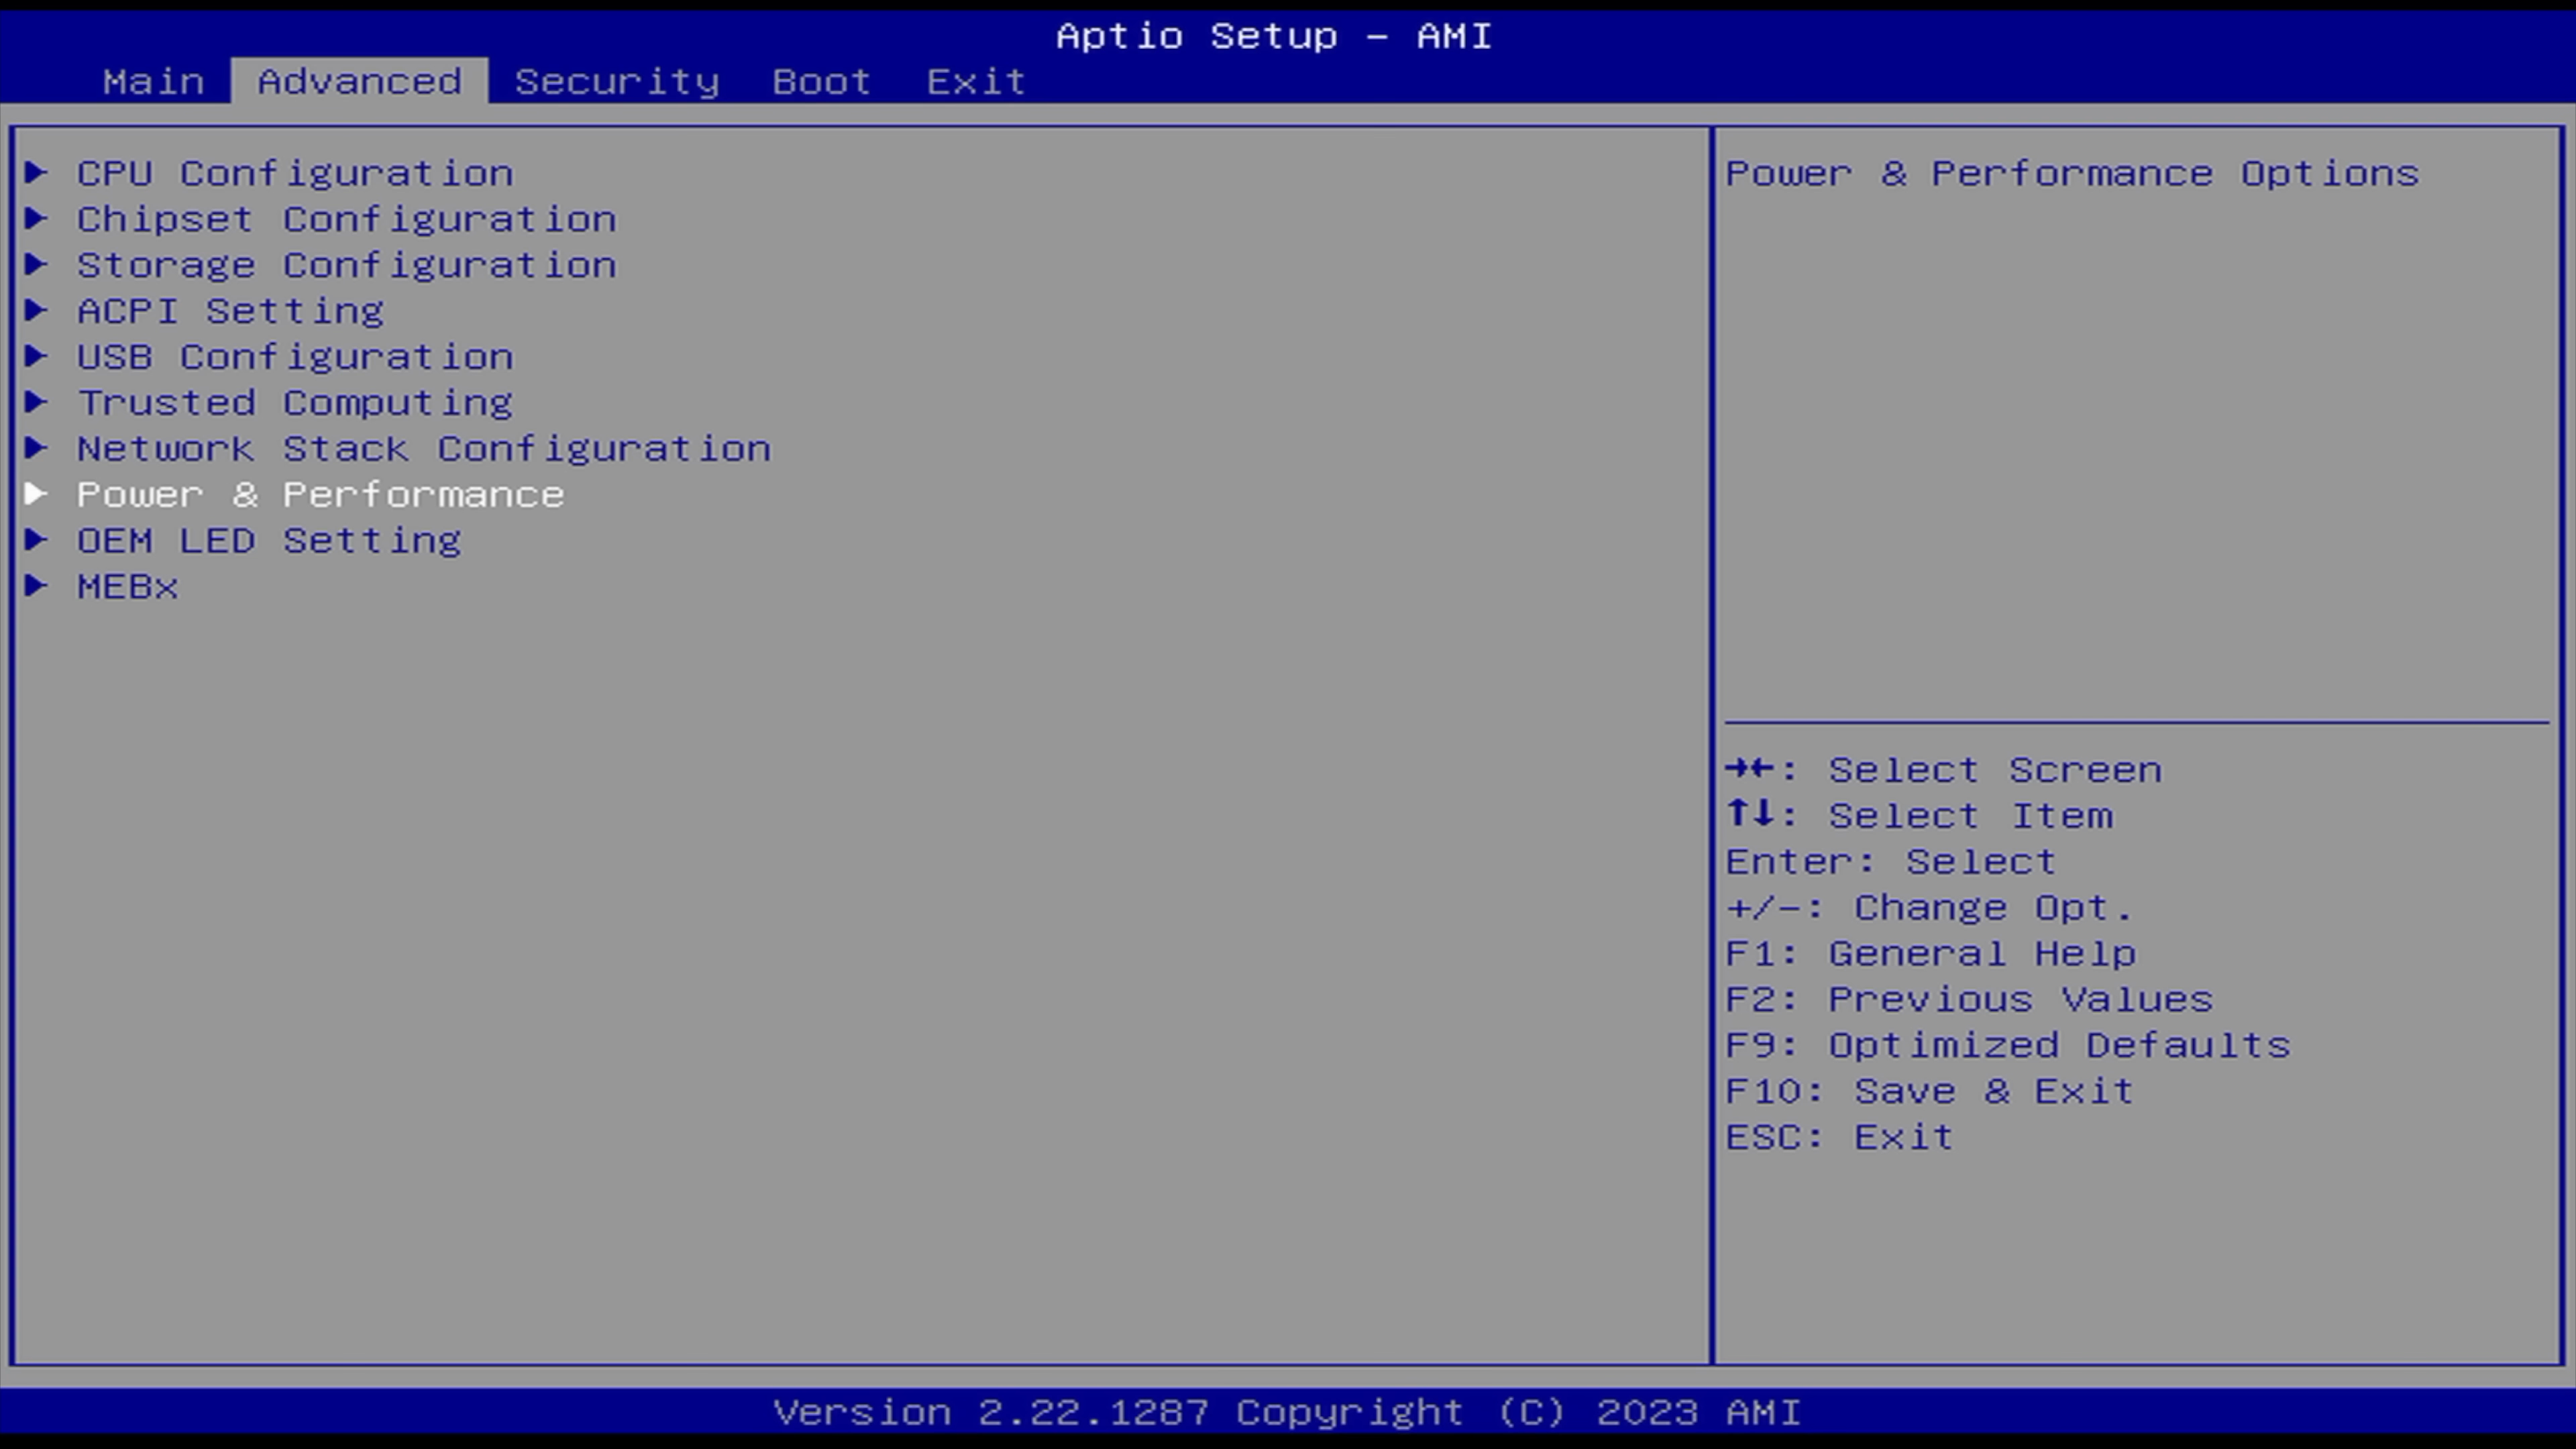 Aptio Setup - AMI
Main Advanced Security Boot Exit
► CPU Configuration
► Chipset Configuration
► Storage Configuration
► ACPI Setting
► USB Configuration
► Trusted Computing
► Network Stack Configuration
► Power & Performance
► OEM LED Setting
► MEBx
Power & Performance Options
→←: Select Screen
↑↓: Select Item
Enter: Select
+/-: Change Opt.
F1: General Help
F2: Previous Values
F9: Optimized Defaults
F10: Save & Exit
ESC: Exit
Version 2.22.1287 Copyright (C) 2023 AMI